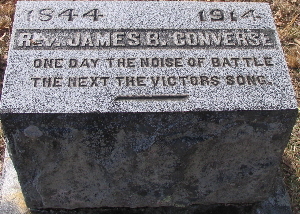 1844 1914
REV. JAMES B. CONVERSE
ONE DAY THE NOISE OF BATTLE
THE NEXT THE VICTORS SONG.